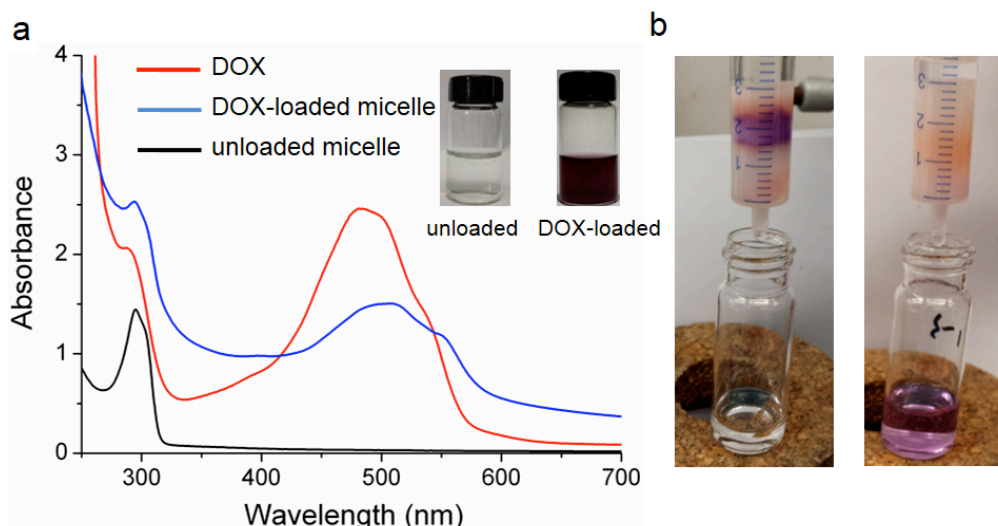 a
b
4
3
2
1
0
Absorbance
DOX
DOX-loaded micelle
unloaded micelle
unloaded
DOX-loaded
300
400
500
600
700
Wavelength (nm)
3
2
1
3
2
1